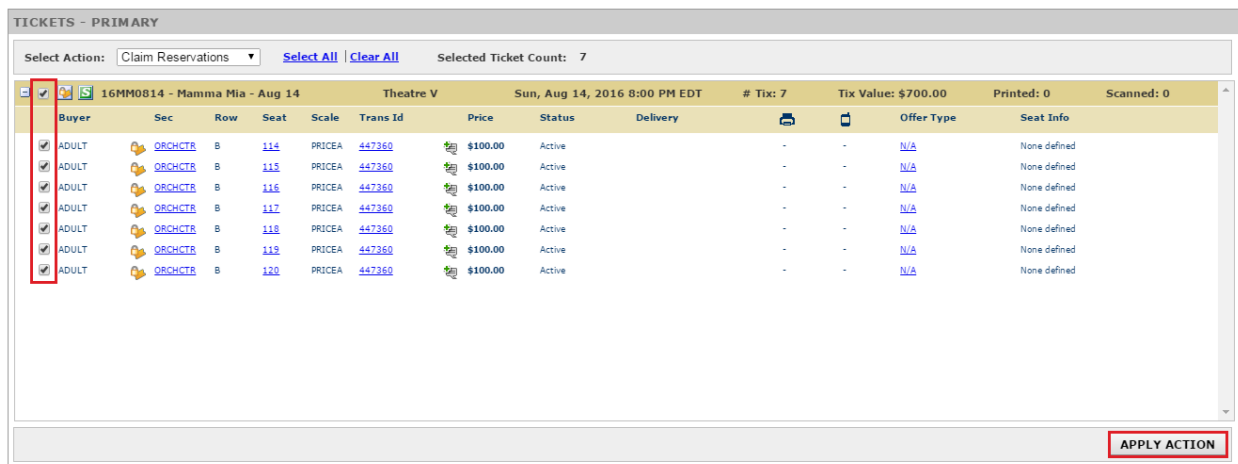 TICKETS - PRIMARY
Select Action: Claim Reservations Select All | Clear All Selected Ticket Count: 7
S 16MM0814 - Mamma Mia - Aug 14 Theatre V Sun, Aug 14, 2016 8:00 PM EDT # Tix: 7 Tix Value: $700.00 Printed: 0 Scanned: 0
Buyer Sec Row Seat Scale Trans Id Price Status Delivery Offer Type Seat Info
ADULT ORCHCTR B 114 PRICEA 447360 $100.00 Active - - N/A None defined
ADULT ORCHCTR B 115 PRICEA 447360 $100.00 Active - - N/A None defined
ADULT ORCHCTR B 116 PRICEA 447360 $100.00 Active - - N/A None defined
ADULT ORCHCTR B 117 PRICEA 447360 $100.00 Active - - N/A None defined
ADULT ORCHCTR B 118 PRICEA 447360 $100.00 Active - - N/A None defined
ADULT ORCHCTR B 119 PRICEA 447360 $100.00 Active - - N/A None defined
ADULT ORCHCTR B 120 PRICEA 447360 $100.00 Active - - N/A None defined
APPLY ACTION